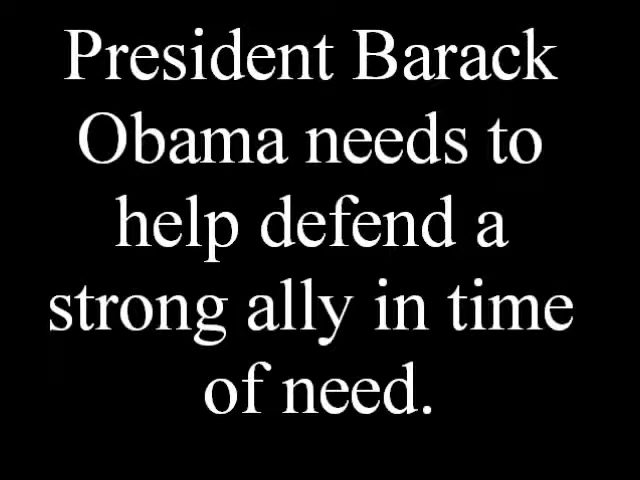 President Barack
Obama needs to
help defend a
strong ally in time
of need.